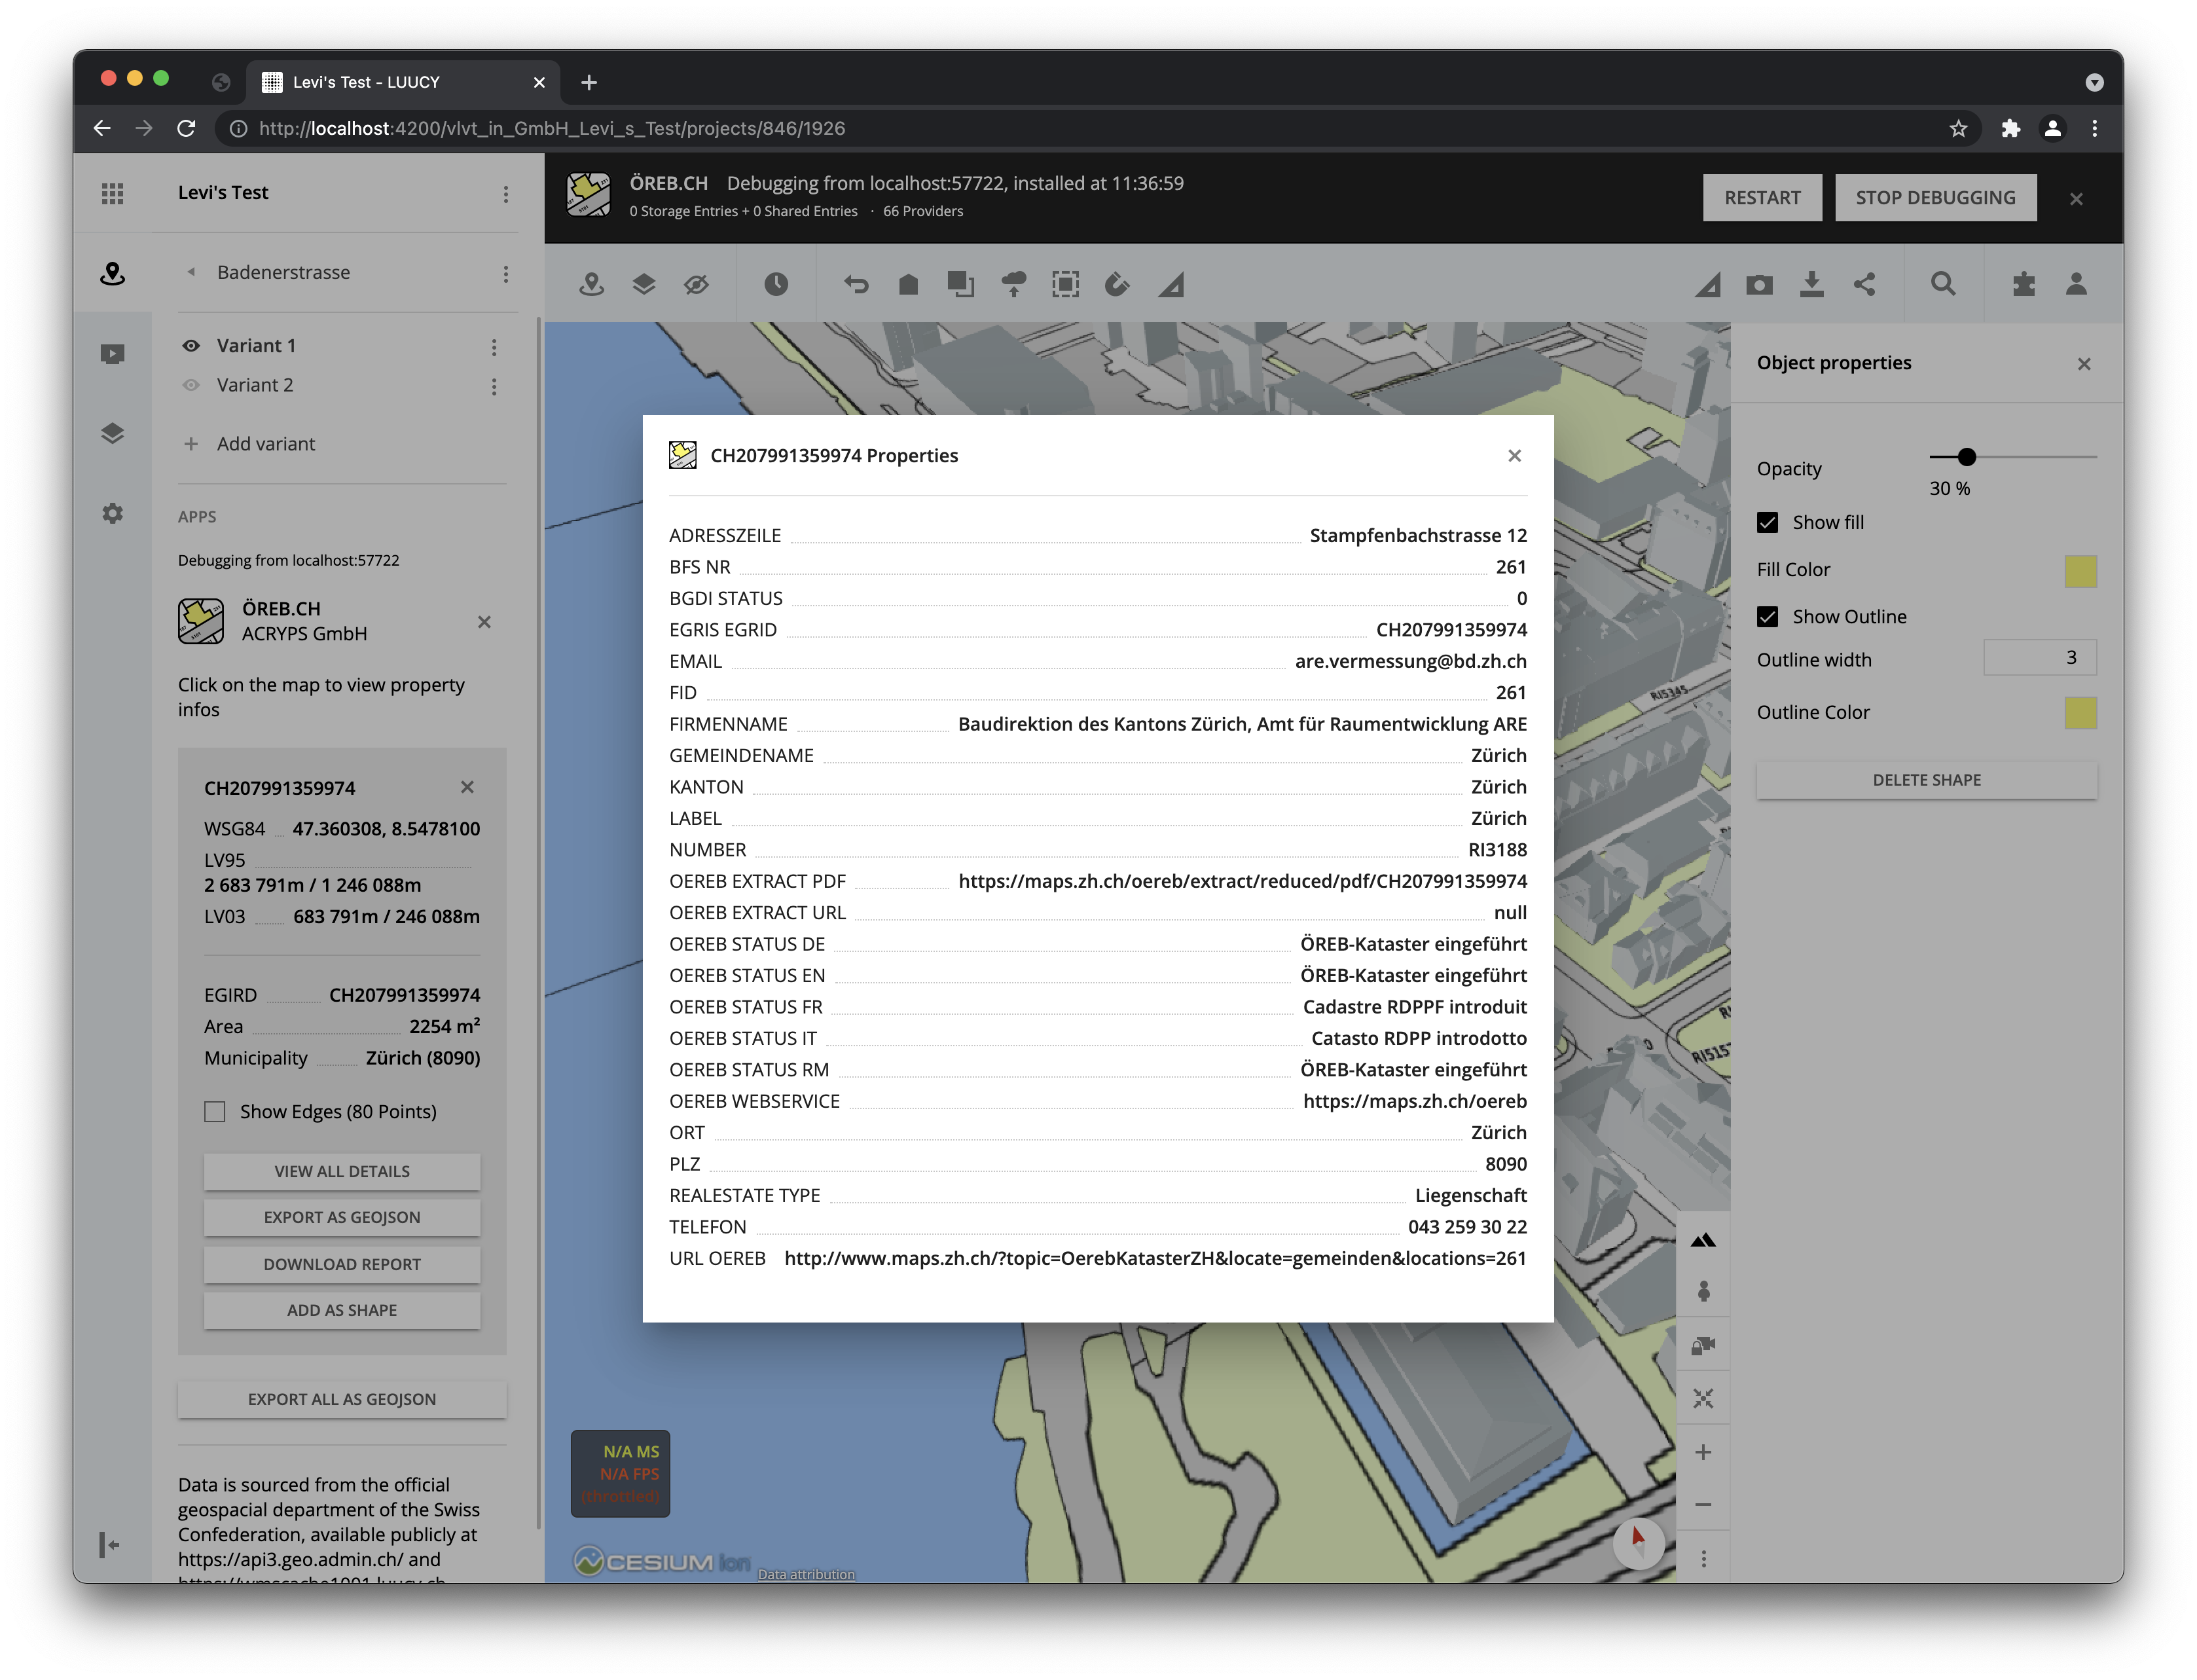 Levi's Test - LUUCY
http://localhost:4200/vlvt_in_GmbH_Levi_s_Test/projects/846/1926
Levi's Test
ÖREB.CH Debugging from localhost:57722, installed at 11:36:59
0 Storage Entries + 0 Shared Entries · 66 Providers
RESTART
STOP DEBUGGING
Badenerstrasse
Variant 1
Variant 2
Add variant
APPS
Debugging from localhost:57722
ÖREB.CH
ACRYPS GmbH
Click on the map to view property
infos
CH207991359974
WSG84 47.360308, 8.5478100
LV95
2 683 791m / 1 246 088m
LV03 683 791m / 246 088m
EGIRD CH207991359974
Area 2254 m²
Municipality Zürich (8090)
Show Edges (80 Points)
VIEW ALL DETAILS
EXPORT AS GEOJSON
DOWNLOAD REPORT
ADD AS SHAPE
EXPORT ALL AS GEOJSON
Data is sourced from the official
geospacial department of the Swiss
Confederation, available publicly at
https://api3.geo.admin.ch/ and
https://wmscache1001.luucy.ch
CH207991359974 Properties
ADRESSZEILE Stampfenbachstrasse 12
BFS NR 261
BGDI STATUS 0
EGRIS EGRID CH207991359974
EMAIL are.vermessung@bd.zh.ch
FID 261
FIRMENNAME Baudirektion des Kantons Zürich, Amt für Raumentwicklung ARE
GEMEINDENAME Zürich
KANTON Zürich
LABEL Zürich
NUMBER RI3188
OEREB EXTRACT PDF https://maps.zh.ch/oereb/extract/reduced/pdf/CH207991359974
OEREB EXTRACT URL null
OEREB STATUS DE ÖREB-Kataster eingeführt
OEREB STATUS EN ÖREB-Kataster eingeführt
OEREB STATUS FR Cadastre RDPPF introduit
OEREB STATUS IT Catasto RDPP introdotto
OEREB STATUS RM ÖREB-Kataster eingeführt
OEREB WEBSERVICE https://maps.zh.ch/oereb
ORT Zürich
PLZ 8090
REALESTATE TYPE Liegenschaft
TELEFON 043 259 30 22
URL OEREB http://www.maps.zh.ch/?topic=OerebKatasterZH&locate=gemeinden&locations=261
RI5345
N/A MS
N/A FPS
(throttled)
CESIUM ion
Data attribution
Object properties
Opacity
30 %
Show fill
Fill Color
Show Outline
Outline width 3
Outline Color
DELETE SHAPE